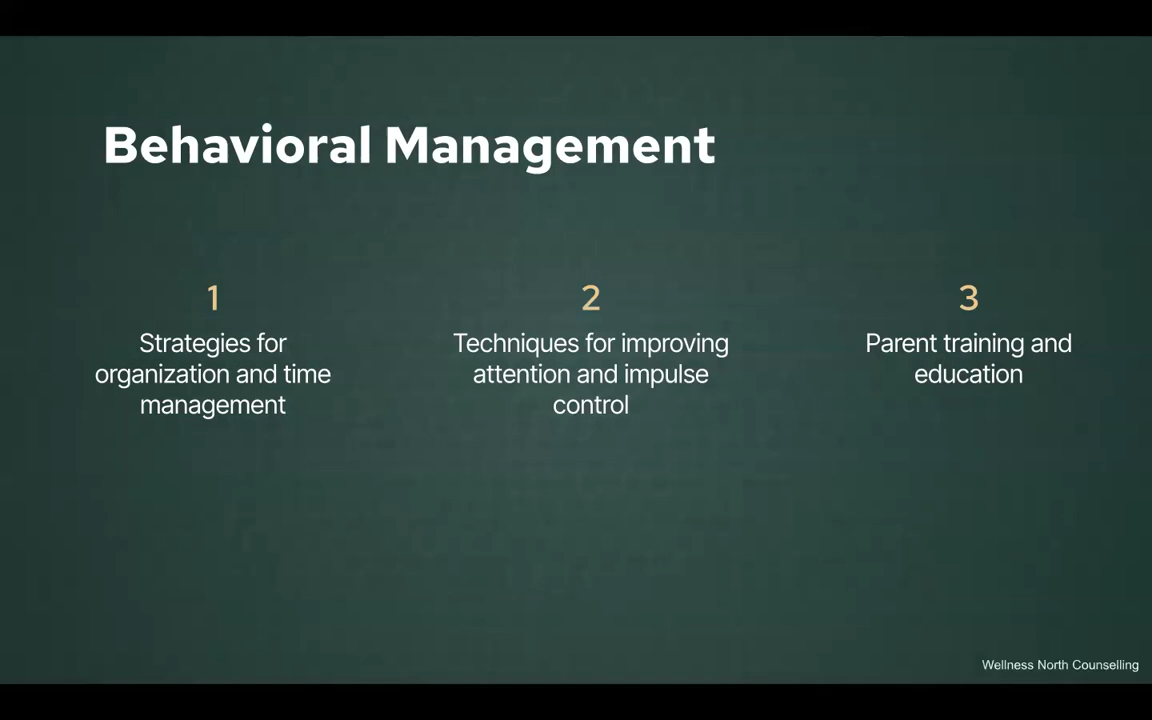 Behavioral Management
1
Strategies for
organization and time
management
2
Techniques for improving
attention and impulse
control
3
Parent training and
education
Wellness North Counselling